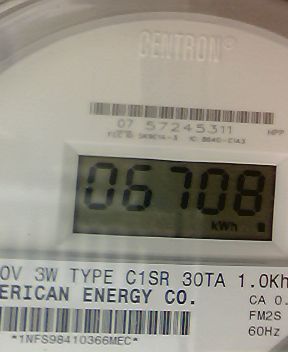 CENTRON®
07 57245311
HPP
06708
kWh
0V 3W TYPE C1SR 30TA 1.0Kh
ERICAN ENERGY CO.
CA 0.
FM2S
60Hz
*1NFS98410366MEC*